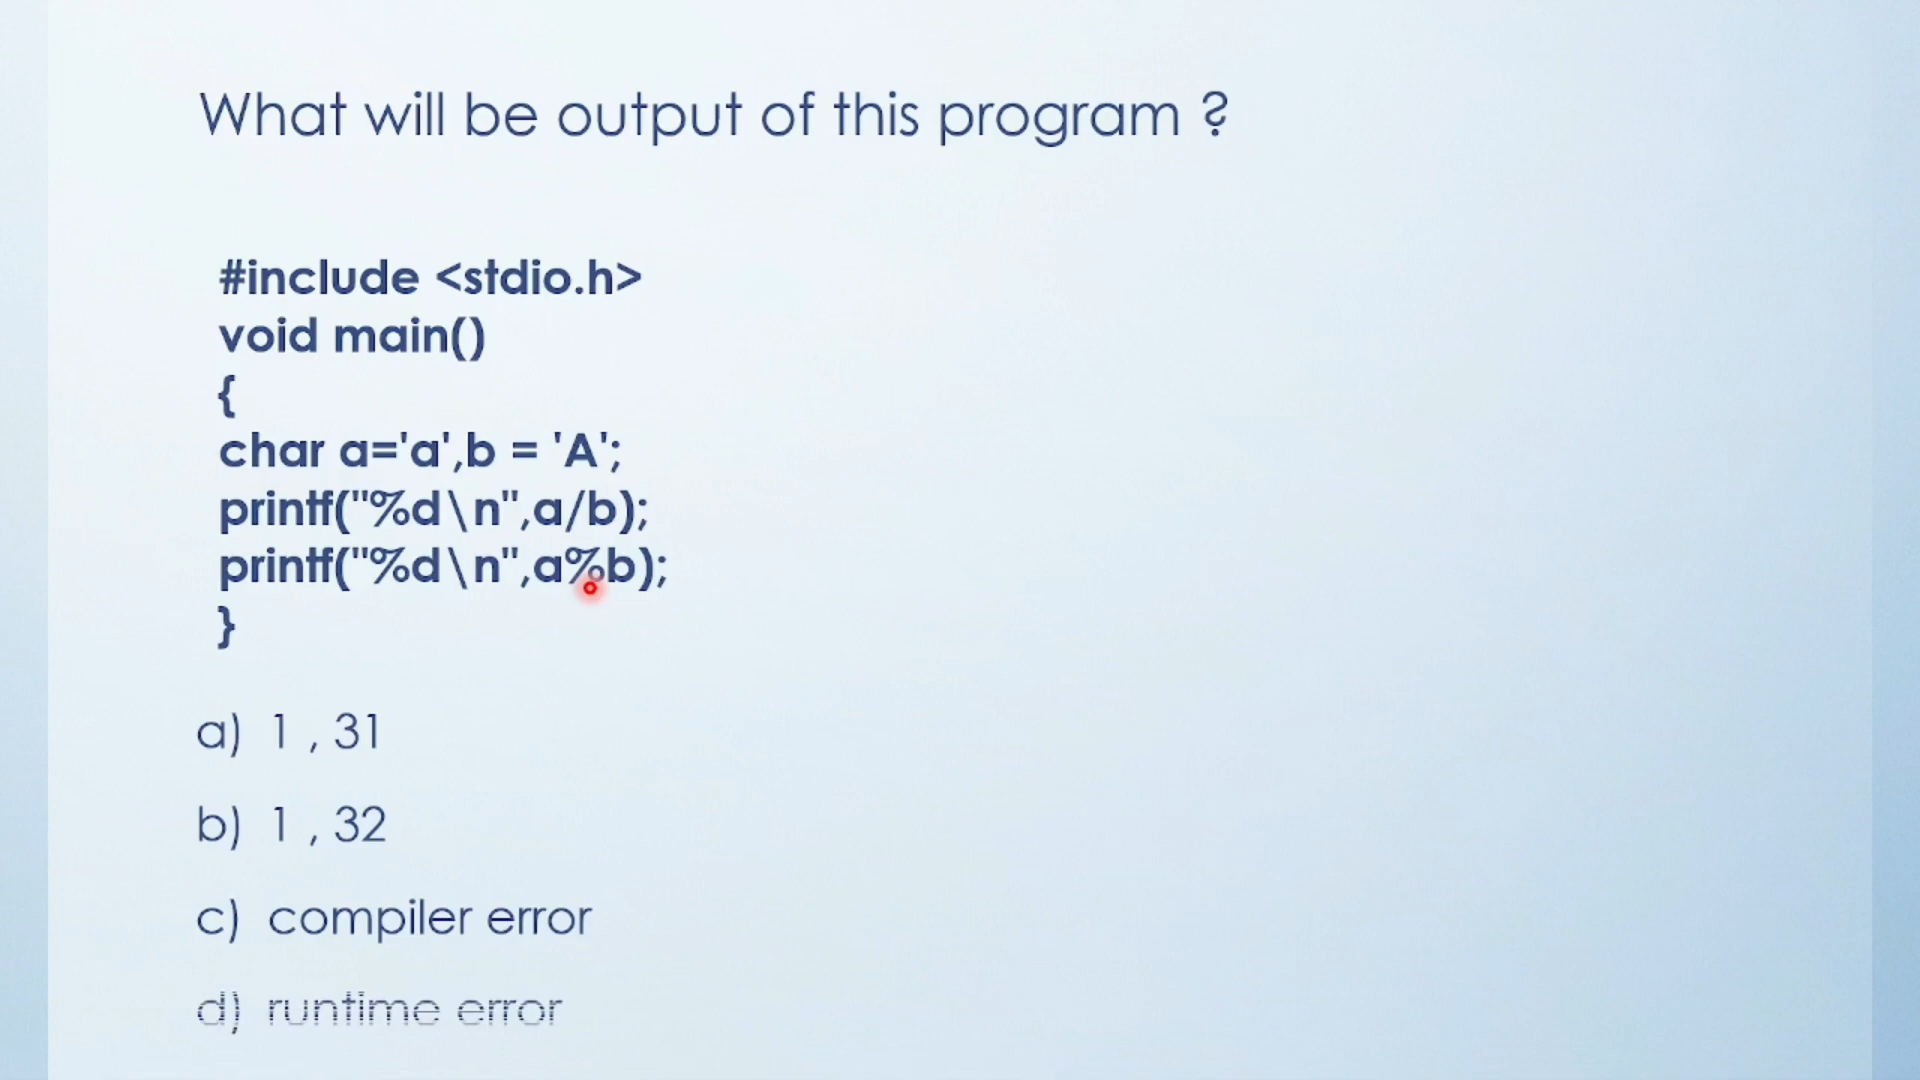 What will be output of this program ?
#include <stdio.h>
void main()
{
char a='a',b = 'A';
printf("%d\n",a/b);
printf("%d\n",a%b);
}
a) 1 , 31
b) 1 , 32
c) compiler error
d) runtime error